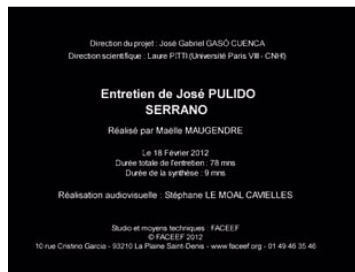 Direction du projet : José Gabriel GASÓ CUENCA
Direction scientifique : Laure PITTI (Université Paris VIII - CNHI)
Entretien de José PULIDO
SERRANO
Réalisé par Maëlle MAUGENDRE
Le 18 Février 2012
Durée totale de l'entretien : 78 mns
Durée de la synthèse : 9 mns
Réalisation audiovisuelle : Stéphane LE MOAL CAVIELLES
Studio et moyens techniques : FACEEF
© FACEEF 2012
10 rue Cristino Garcia - 93210 La Plaine Saint-Denis - www.faceef.org - 01 49 46 35 46